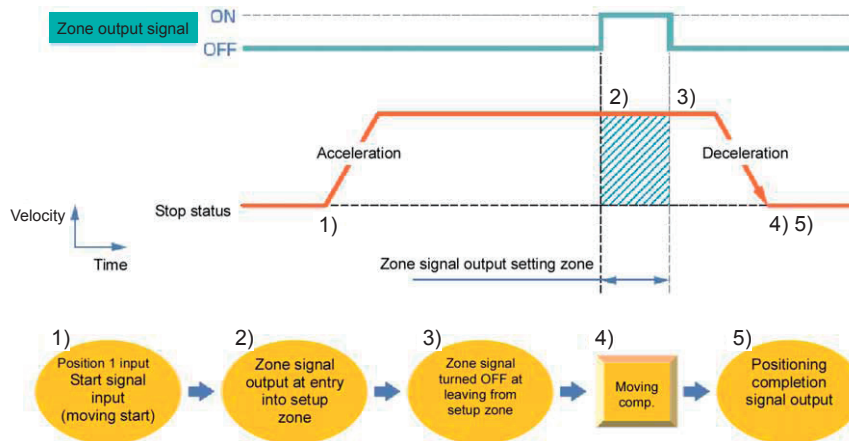 ON
Zone output signal
OFF
2)
3)
Acceleration
Deceleration
Velocity
Stop status
1)
4) 5)
Time
Zone signal output setting zone
1)
Position 1 input
Start signal
input
(moving start)
2)
Zone signal
output at entry
into setup
zone
3)
Zone signal
turned OFF at
leaving from
setup zone
4)
Moving
comp.
5)
Positioning
completion
signal output